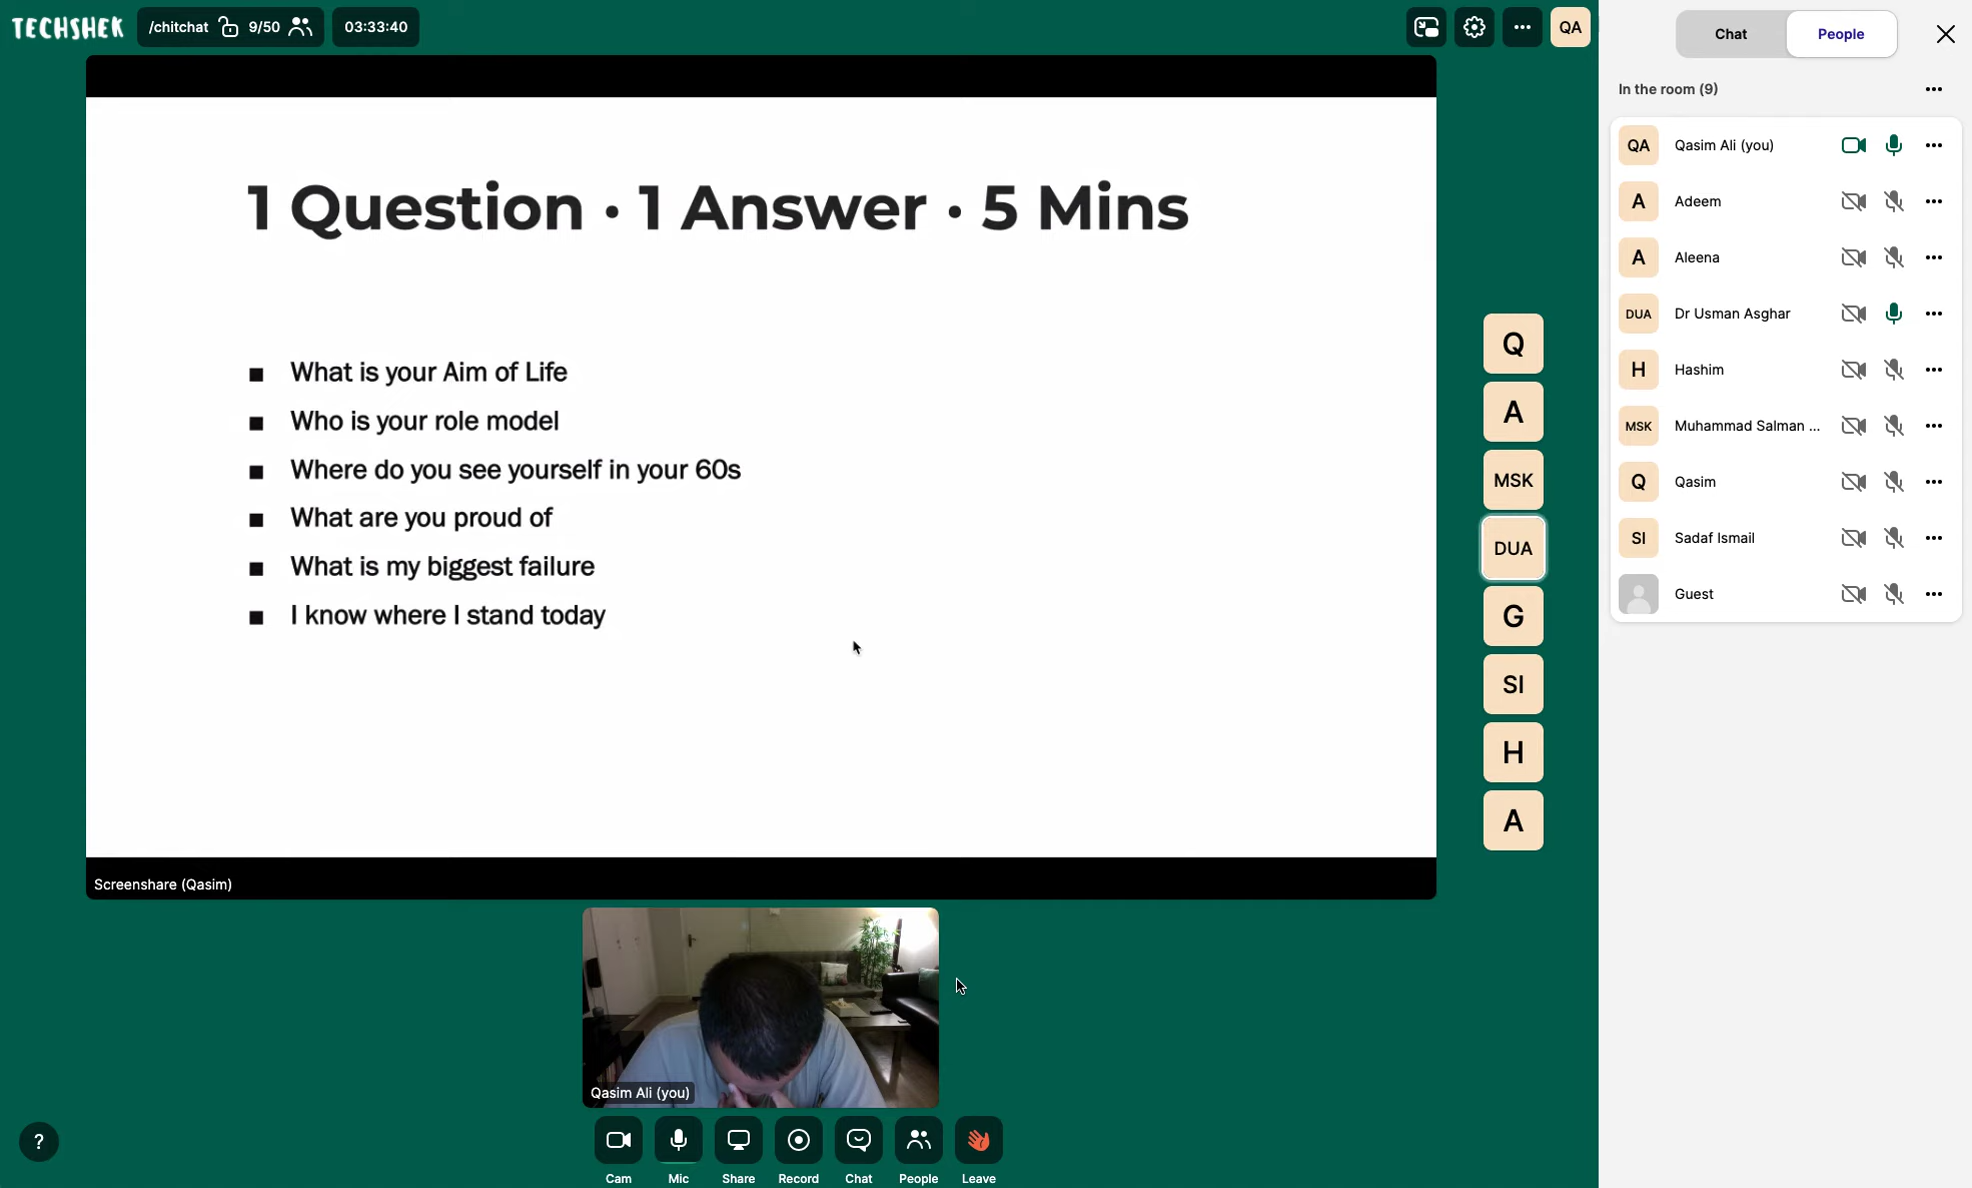 TECHSHEK
/chitchat 9/50
03:33:40
QA
1 Question · 1 Answer · 5 Mins
■ What is your Aim of Life
■ Who is your role model
■ Where do you see yourself in your 60s
■ What are you proud of
■ What is my biggest failure
■ I know where I stand today
Screenshare (Qasim)
Q
A
MSK
DUA
G
SI
H
A
Qasim Ali (you)
?
Cam Mic Share Record Chat People Leave
Chat People
In the room (9)
QA Qasim Ali (you)
A Adeem
A Aleena
DUA Dr Usman Asghar
H Hashim
MSK Muhammad Salman ...
Q Qasim
SI Sadaf Ismail
Guest